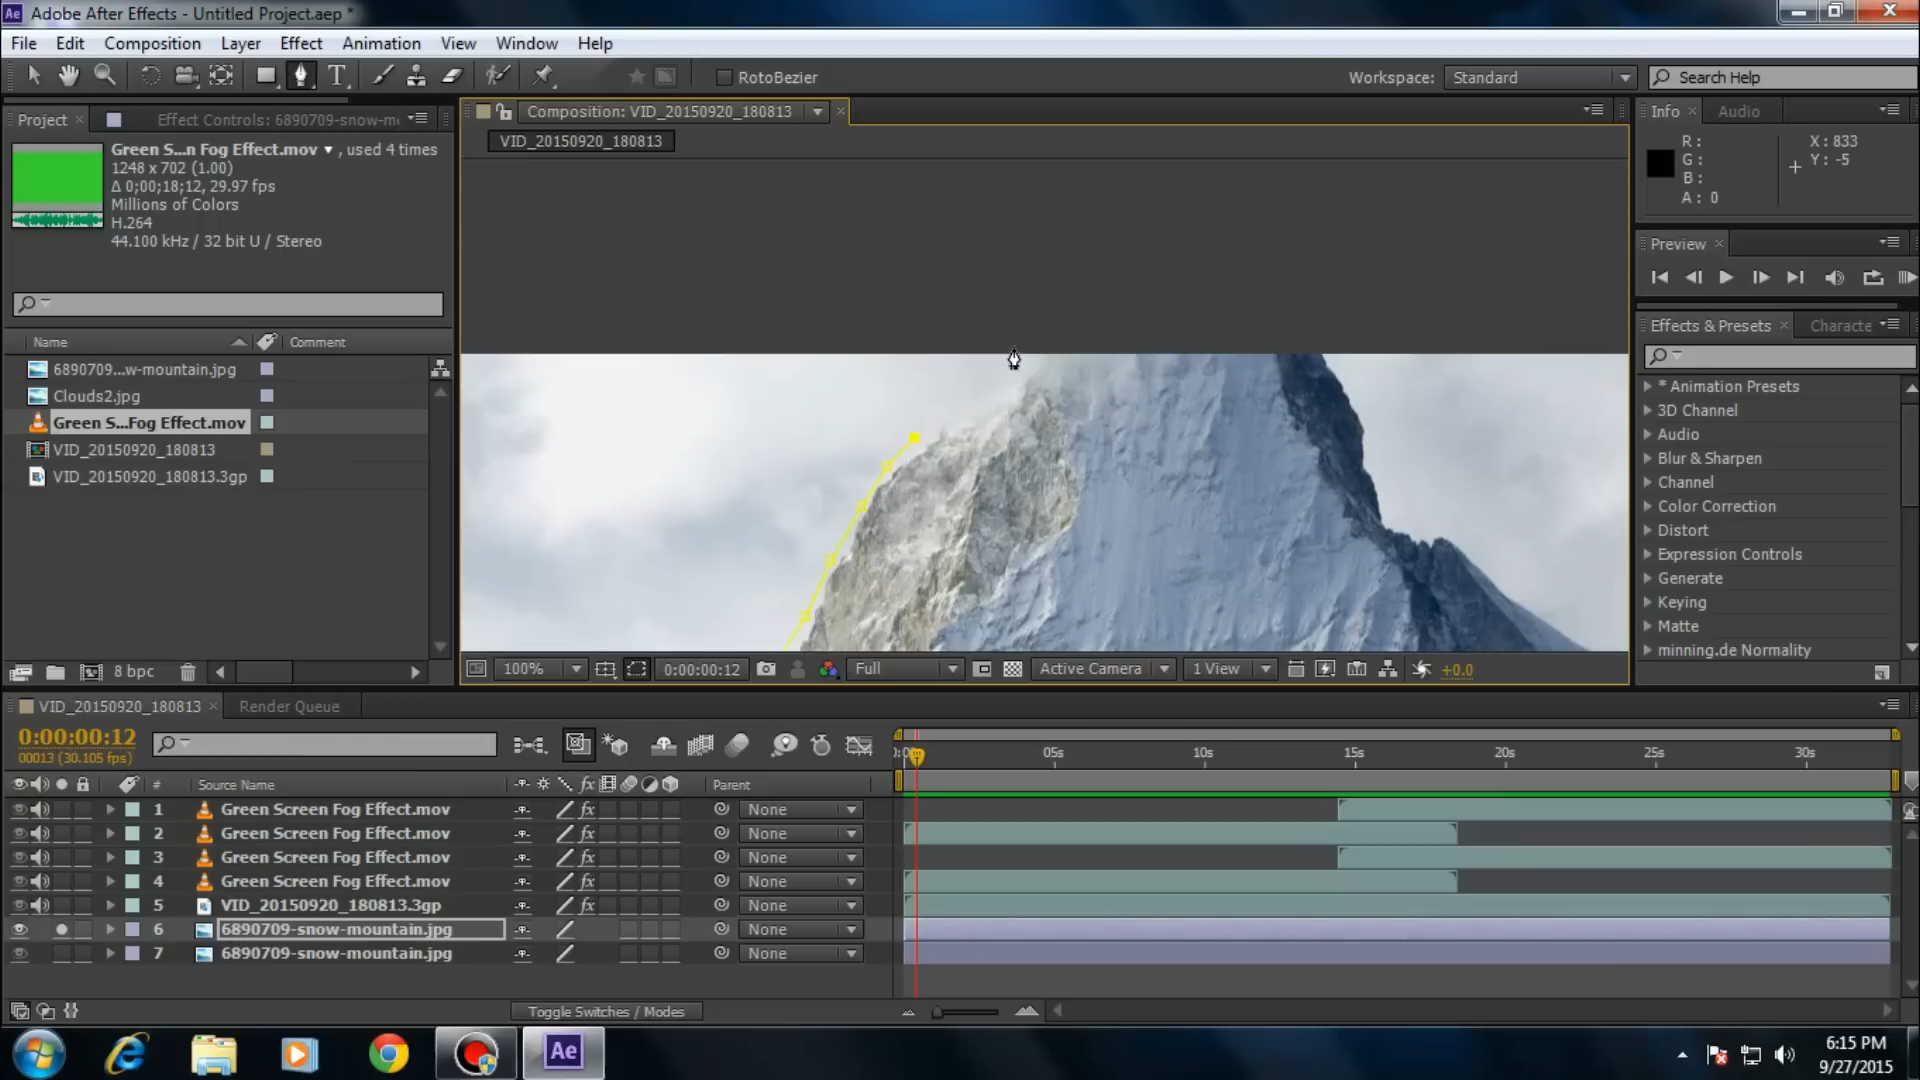 Ae Adobe After Effects - Untitled Project.aep *
File Edit Composition Layer Effect Animation View Window Help
T RotoBezier Workspace: Standard Search Help
Project × Effect Controls: 6890709-snow-m
Composition: VID_20150920_180813 ×
VID_20150920_180813
Green S...n Fog Effect.mov ▼ , used 4 times
1248 x 702 (1.00)
Δ 0;00;18;12, 29.97 fps
Millions of Colors
H.264
44.100 kHz / 32 bit U / Stereo
Name Comment
6890709...w-mountain.jpg
Clouds2.jpg
Green S...Fog Effect.mov
VID_20150920_180813
VID_20150920_180813.3gp
8 bpc
100% 0:00:00:12 Full Active Camera 1 View +0.0
Info × Audio
R : X : 833
G : Y : -5
B :
A : 0
Preview ×
Effects & Presets × Characte
* Animation Presets
3D Channel
Audio
Blur & Sharpen
Channel
Color Correction
Distort
Expression Controls
Generate
Keying
Matte
minning.de Normality
VID_20150920_180813 × Render Queue
0:00:00:12
00013 (30.105 fps)
05s 10s 15s 20s 25s 30s
# Source Name fx Parent
1 Green Screen Fog Effect.mov fx None
2 Green Screen Fog Effect.mov fx None
3 Green Screen Fog Effect.mov fx None
4 Green Screen Fog Effect.mov fx None
5 VID_20150920_180813.3gp fx None
6 6890709-snow-mountain.jpg None
7 6890709-snow-mountain.jpg None
Toggle Switches / Modes
Ae
6:15 PM
9/27/2015